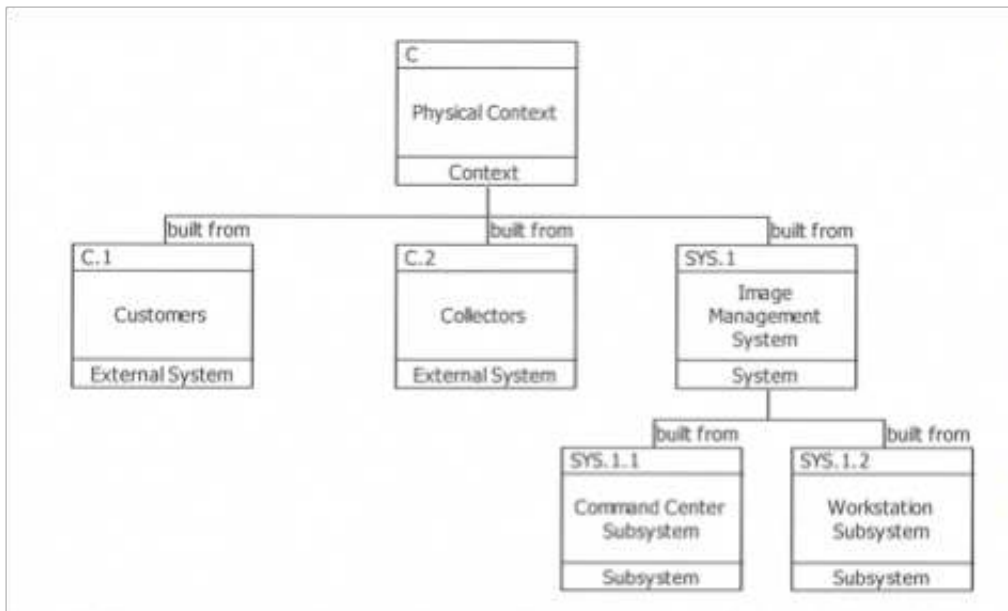 C
Physical Context
Context
built from
built from
built from
C.1
Customers
External System
C.2
Collectors
External System
SYS.1
Image
Management
System
System
built from
built from
SYS.1.1
Command Center
Subsystem
Subsystem
SYS.1.2
Workstation
Subsystem
Subsystem